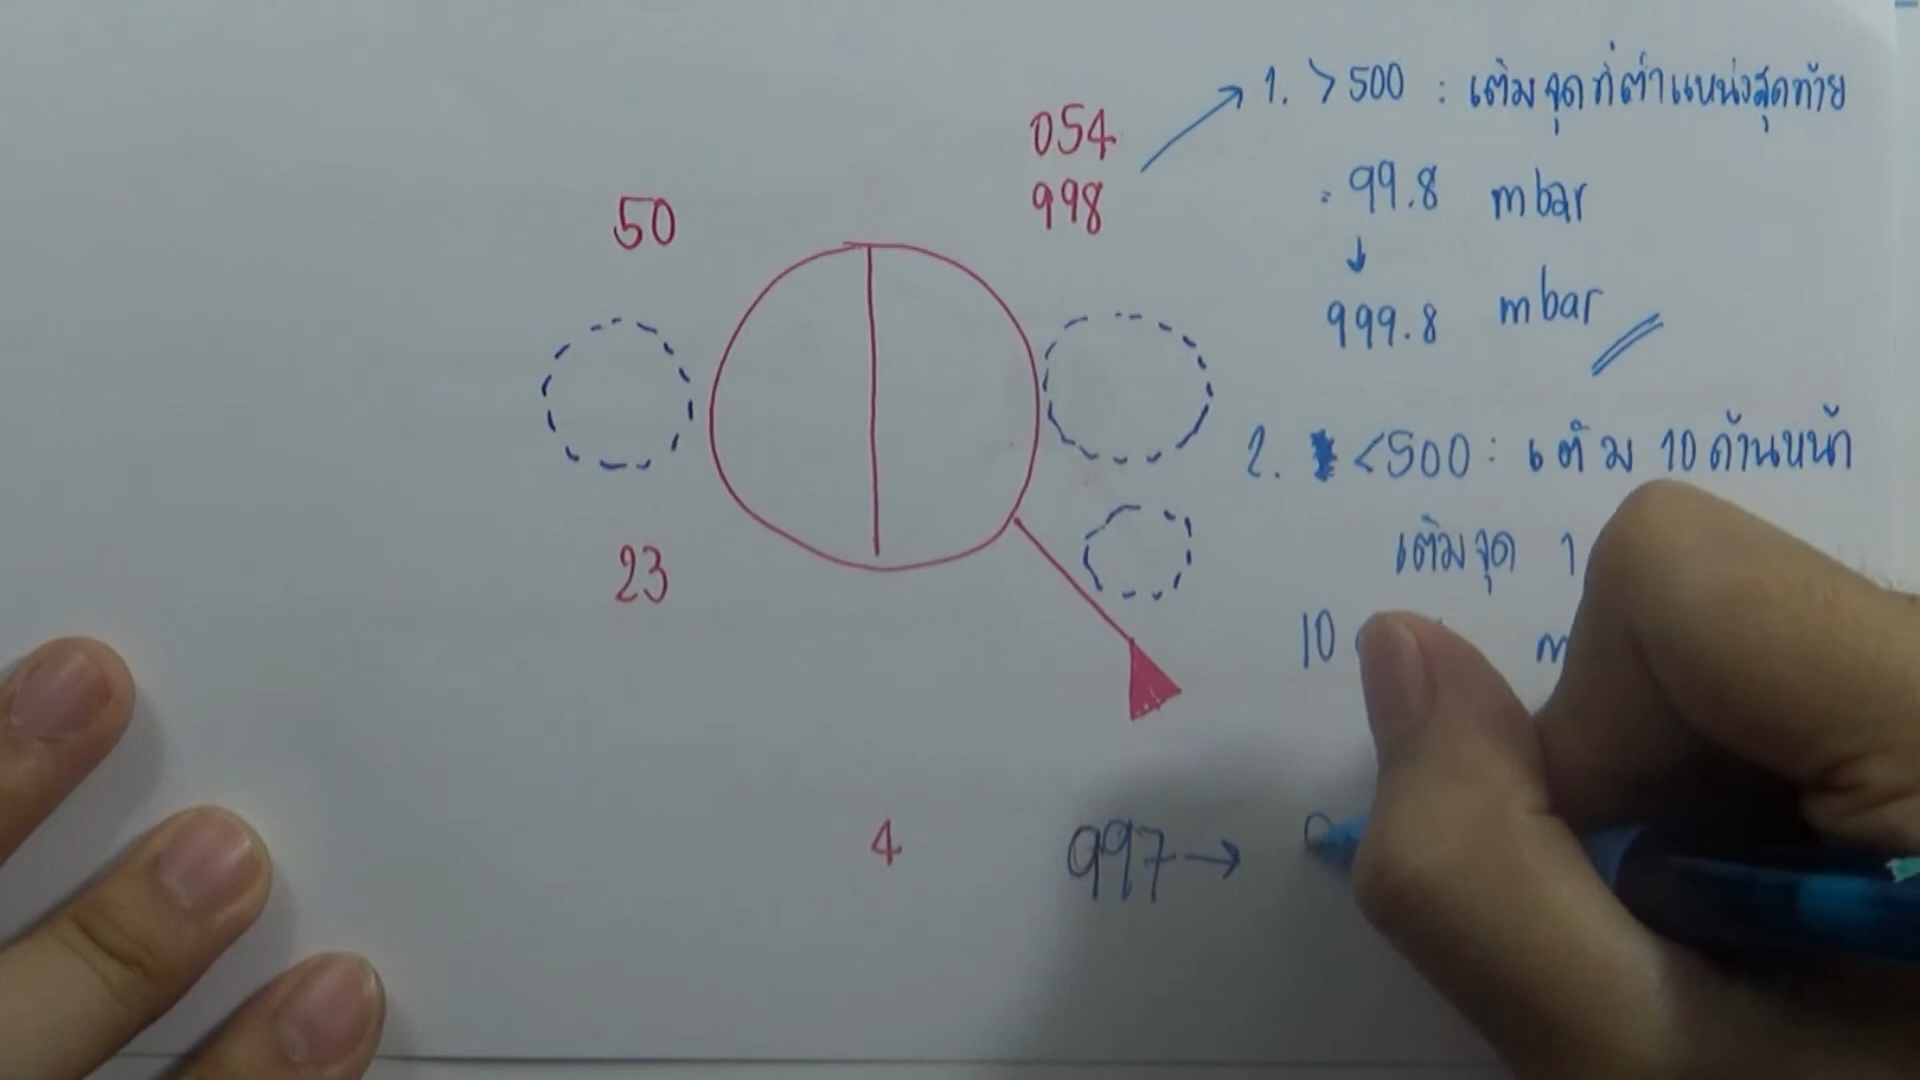 50
054
998
23
4
1. >500 : เติมจุดที่ตำแหน่งสุดท้าย
= 99.8 mbar
↓
999.8 mbar
2. <500 : เติม 10 ด้านหน้า
เติมจุด 1
10
997 →